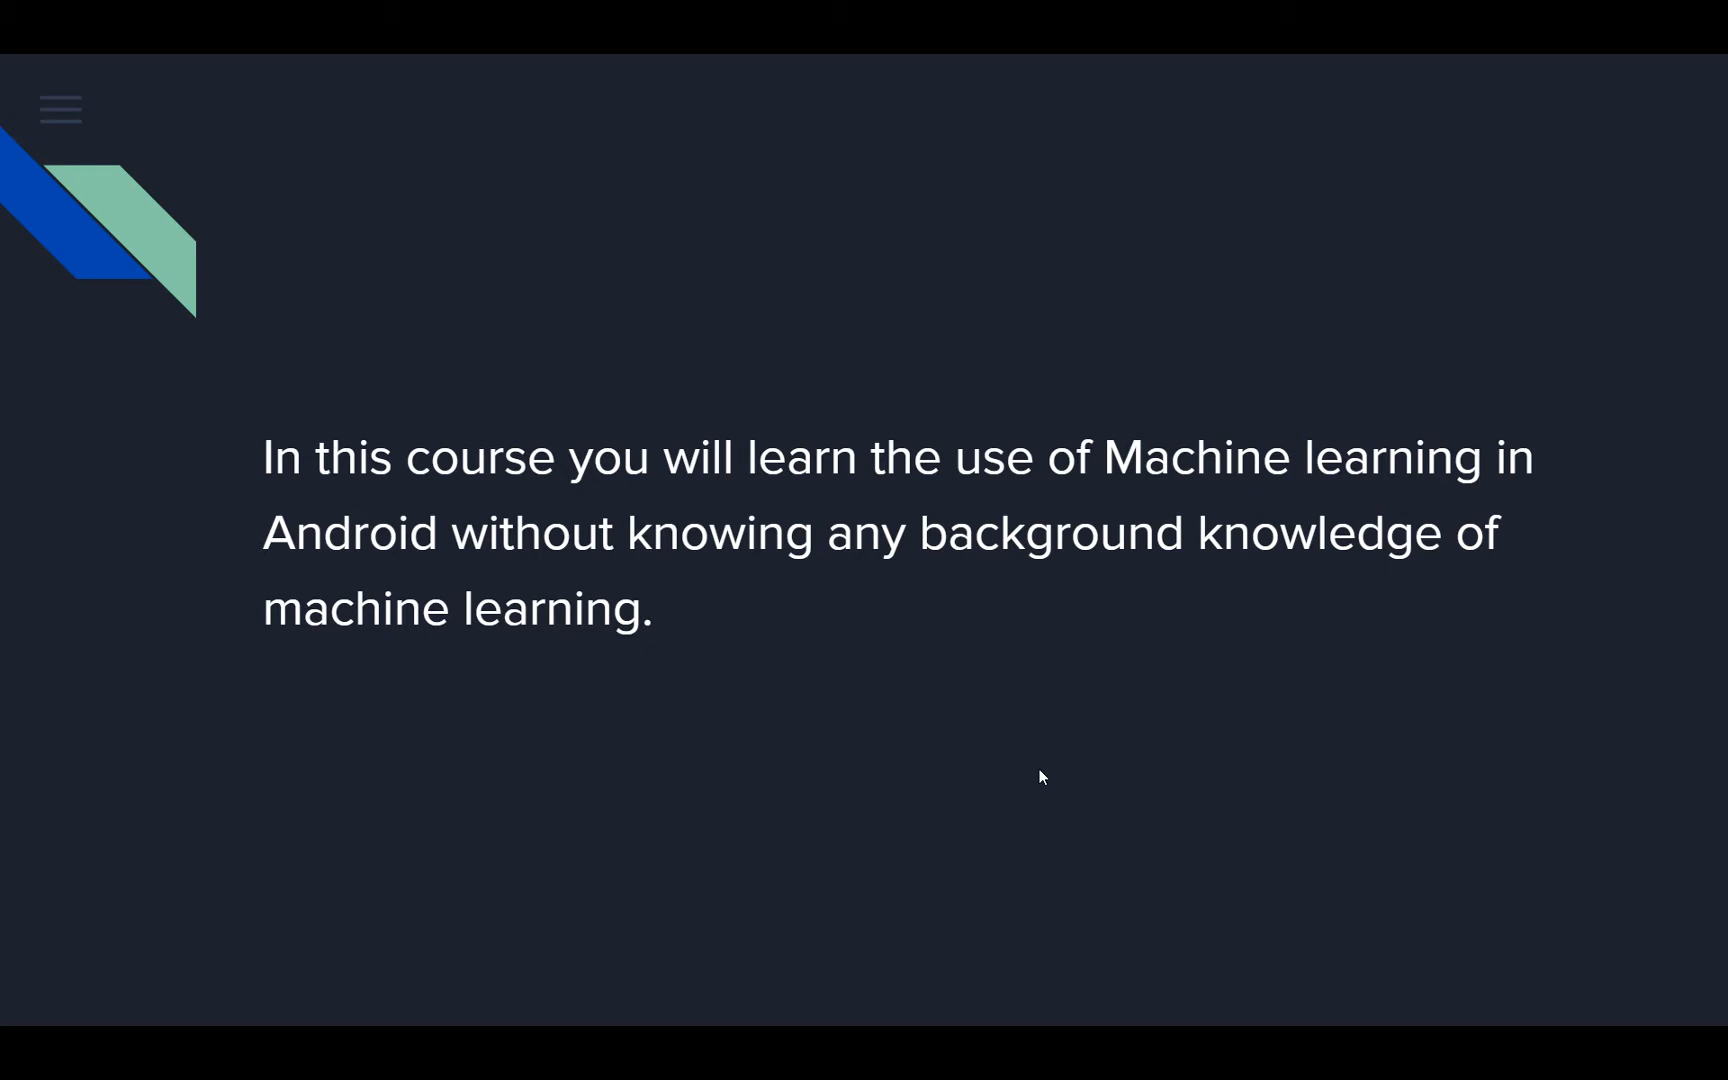 In this course you will learn the use of Machine learning in
Android without knowing any background knowledge of
machine learning.